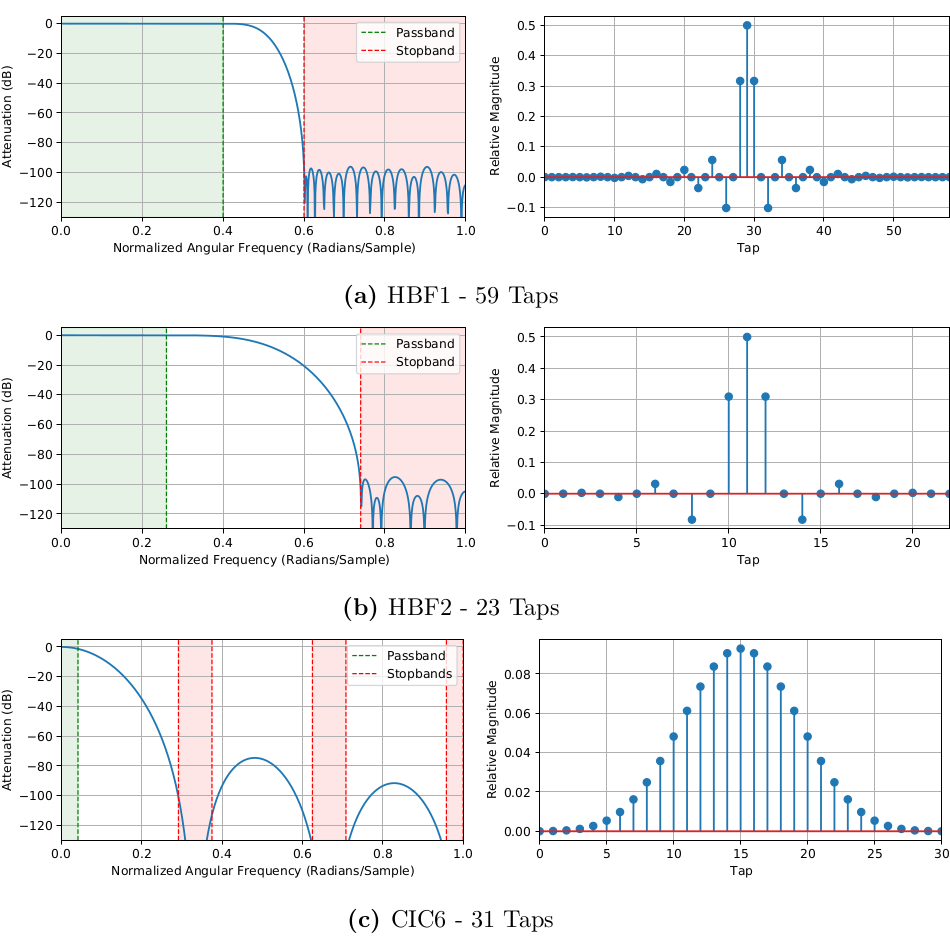 0
−20
−40
−60
−80
−100
−120
Attenuation (dB)
0.0 0.2 0.4 0.6 0.8 1.0
Normalized Angular Frequency (Radians/Sample)
Passband
Stopband
0.5
0.4
0.3
0.2
0.1
0.0
−0.1
Relative Magnitude
0 10 20 30 40 50
Tap
(a) HBF1 - 59 Taps
0
−20
−40
−60
−80
−100
−120
Attenuation (dB)
0.0 0.2 0.4 0.6 0.8 1.0
Normalized Frequency (Radians/Sample)
Passband
Stopband
0.5
0.4
0.3
0.2
0.1
0.0
−0.1
Relative Magnitude
0 5 10 15 20
Tap
(b) HBF2 - 23 Taps
0
−20
−40
−60
−80
−100
−120
Attenuation (dB)
0.0 0.2 0.4 0.6 0.8 1.0
Normalized Angular Frequency (Radians/Sample)
Passband
Stopbands
0.08
0.06
0.04
0.02
0.00
Relative Magnitude
0 5 10 15 20 25 30
Tap
(c) CIC6 - 31 Taps